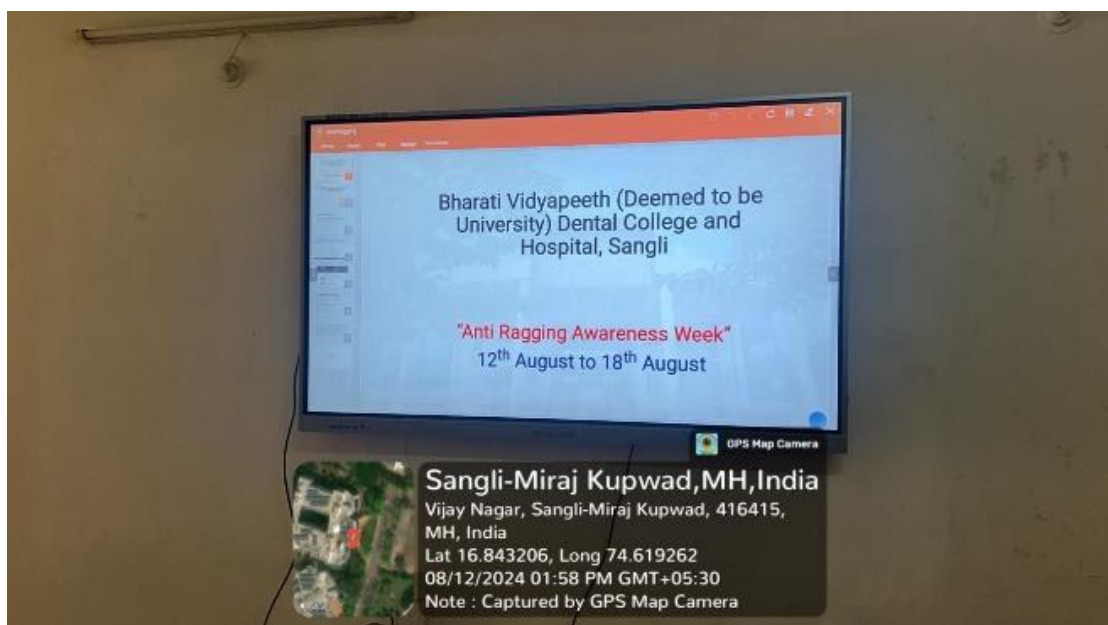 Bharati Vidyapeeth (Deemed to be
University) Dental College and
Hospital, Sangli
"Anti Ragging Awareness Week"
12th August to 18th August
GPS Map Camera
Sangli-Miraj Kupwad,MH,India
Vijay Nagar, Sangli-Miraj Kupwad, 416415,
MH, India
Lat 16.843206, Long 74.619262
08/12/2024 01:58 PM GMT+05:30
Note : Captured by GPS Map Camera